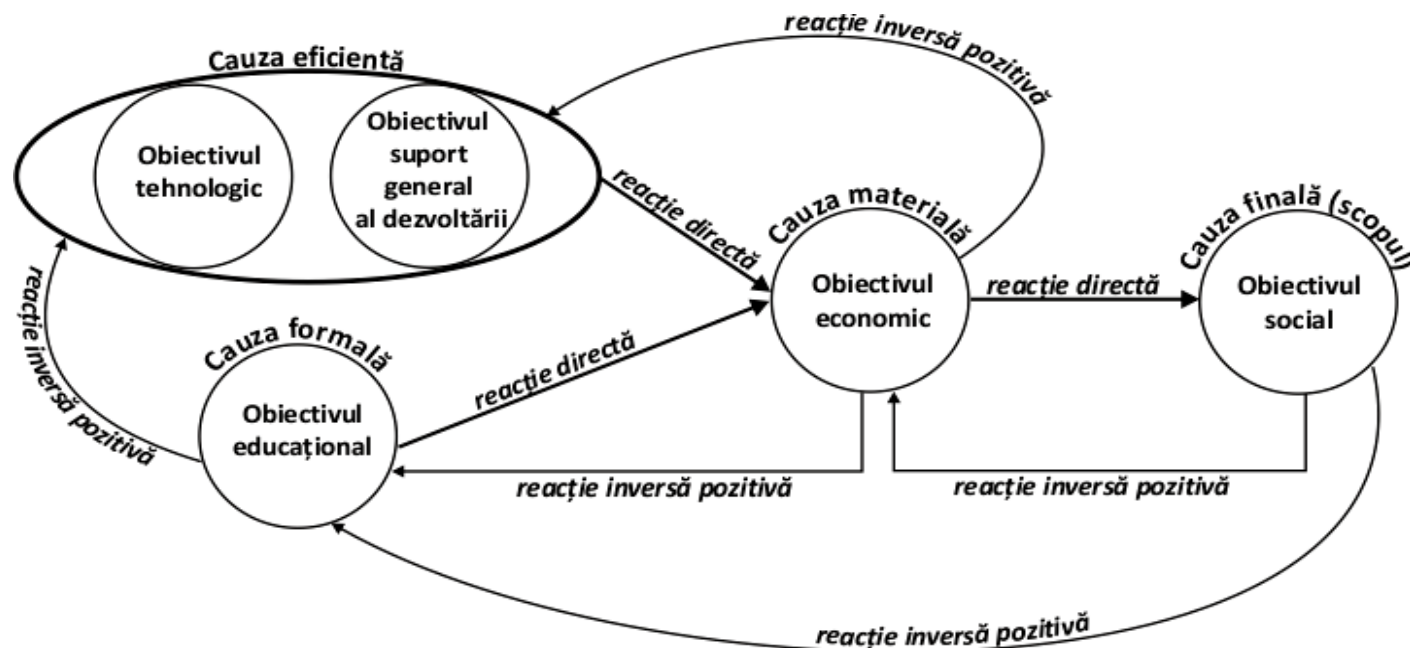 reacție inversă pozitivă
Cauza eficientă
Obiectivul
tehnologic
Obiectivul
suport
general
al dezvoltării
reacție directă
Cauza materială
Obiectivul
economic
reacție directă
Cauza finală (scopul)
Obiectivul
social
reacție inversă pozitivă
Cauza formală
Obiectivul
educațional
reacție directă
reacție inversă pozitivă
reacție inversă pozitivă
reacție inversă pozitivă